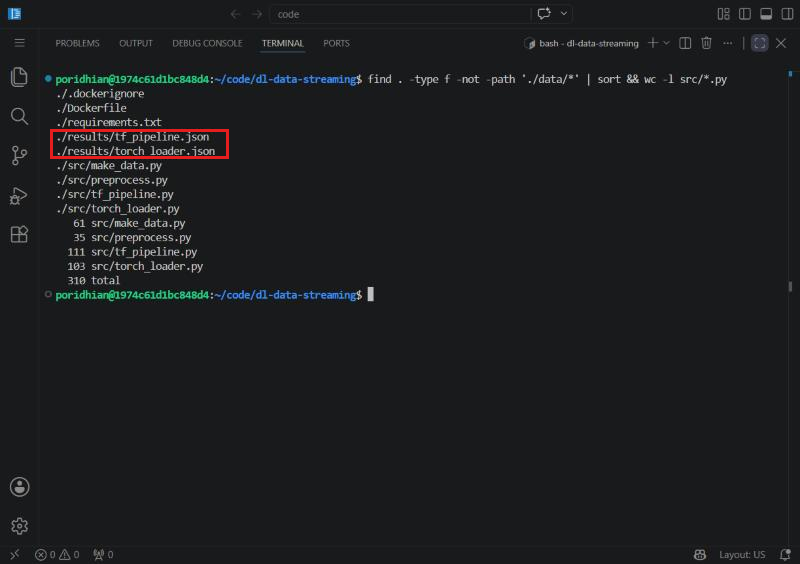 code
PROBLEMS OUTPUT DEBUG CONSOLE TERMINAL PORTS bash - dl-data-streaming
poridhian@1974c61d1bc848d4:~/code/dl-data-streaming$ find . -type f -not -path './data/*' | sort && wc -l src/*.py
./.dockerignore
./Dockerfile
./requirements.txt
./results/tf_pipeline.json
./results/torch_loader.json
./src/make_data.py
./src/preprocess.py
./src/tf_pipeline.py
./src/torch_loader.py
61 src/make_data.py
35 src/preprocess.py
111 src/tf_pipeline.py
103 src/torch_loader.py
310 total
poridhian@1974c61d1bc848d4:~/code/dl-data-streaming$
0 0 0 Layout: US